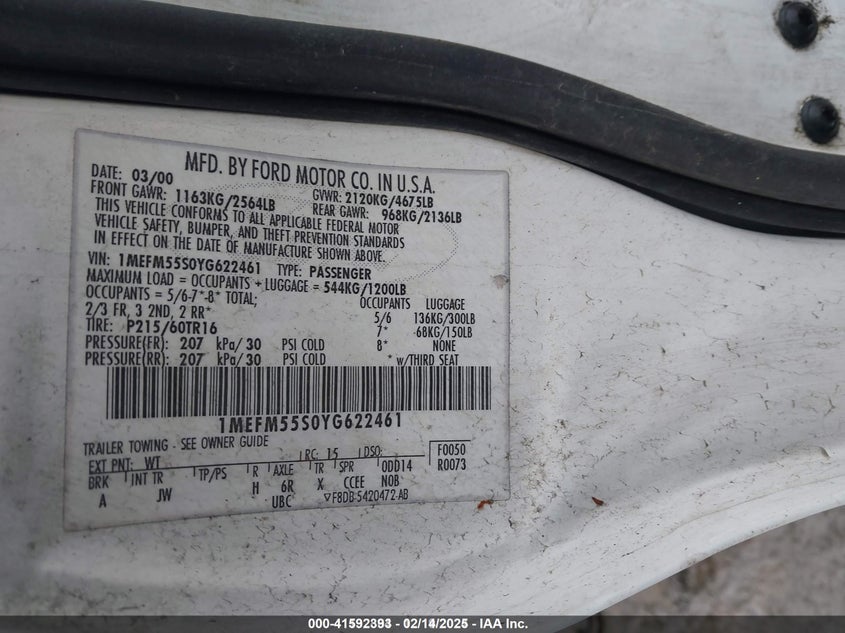 MFD. BY FORD MOTOR CO. IN U.S.A.
DATE: 03/00 GVWR: 2120KG/4675LB
FRONT GAWR: 1163KG/2564LB REAR GAWR: 968KG/2136LB
THIS VEHICLE CONFORMS TO ALL APPLICABLE FEDERAL MOTOR
VEHICLE SAFETY, BUMPER, AND THEFT PREVENTION STANDARDS
IN EFFECT ON THE DATE OF MANUFACTURE SHOWN ABOVE.
VIN: 1MEFM55S0YG622461 TYPE: PASSENGER
MAXIMUM LOAD = OCCUPANTS + LUGGAGE = 544KG/1200LB
OCCUPANTS = 5/6-7*-8* TOTAL; OCCUPANTS LUGGAGE
2/3 FR, 3 2ND, 2 RR* 5/6 136KG/300LB
TIRE: P215/60TR16 7* 68KG/150LB
PRESSURE(FR): 207 kPa/30 PSI COLD 8* NONE
PRESSURE(RR): 207 kPa/30 PSI COLD * w/THIRD SEAT
1MEFM55S0YG622461
TRAILER TOWING - SEE OWNER GUIDE
EXT PNT: WT RC: 15 DSO: F0050
BRK INT TR TP/PS R AXLE TR SPR 0DD14 R0073
A JW H 6R X CCEE N0B
UBC ▽F8DB-5420472-AB
000-41592393 - 02/14/2025 - IAA Inc.